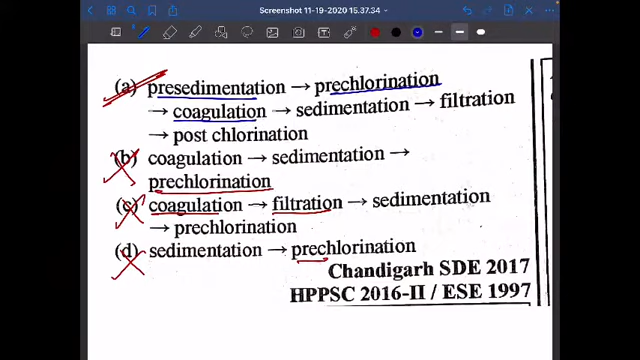 Screenshot 11-19-2020 15.37.34
(a) presedimentation → prechlorination
→ coagulation → sedimentation → filtration
→ post chlorination
(b) coagulation → sedimentation →
prechlorination
(c) coagulation → filtration → sedimentation
→ prechlorination
(d) sedimentation → prechlorination
Chandigarh SDE 2017
HPPSC 2016-II / ESE 1997